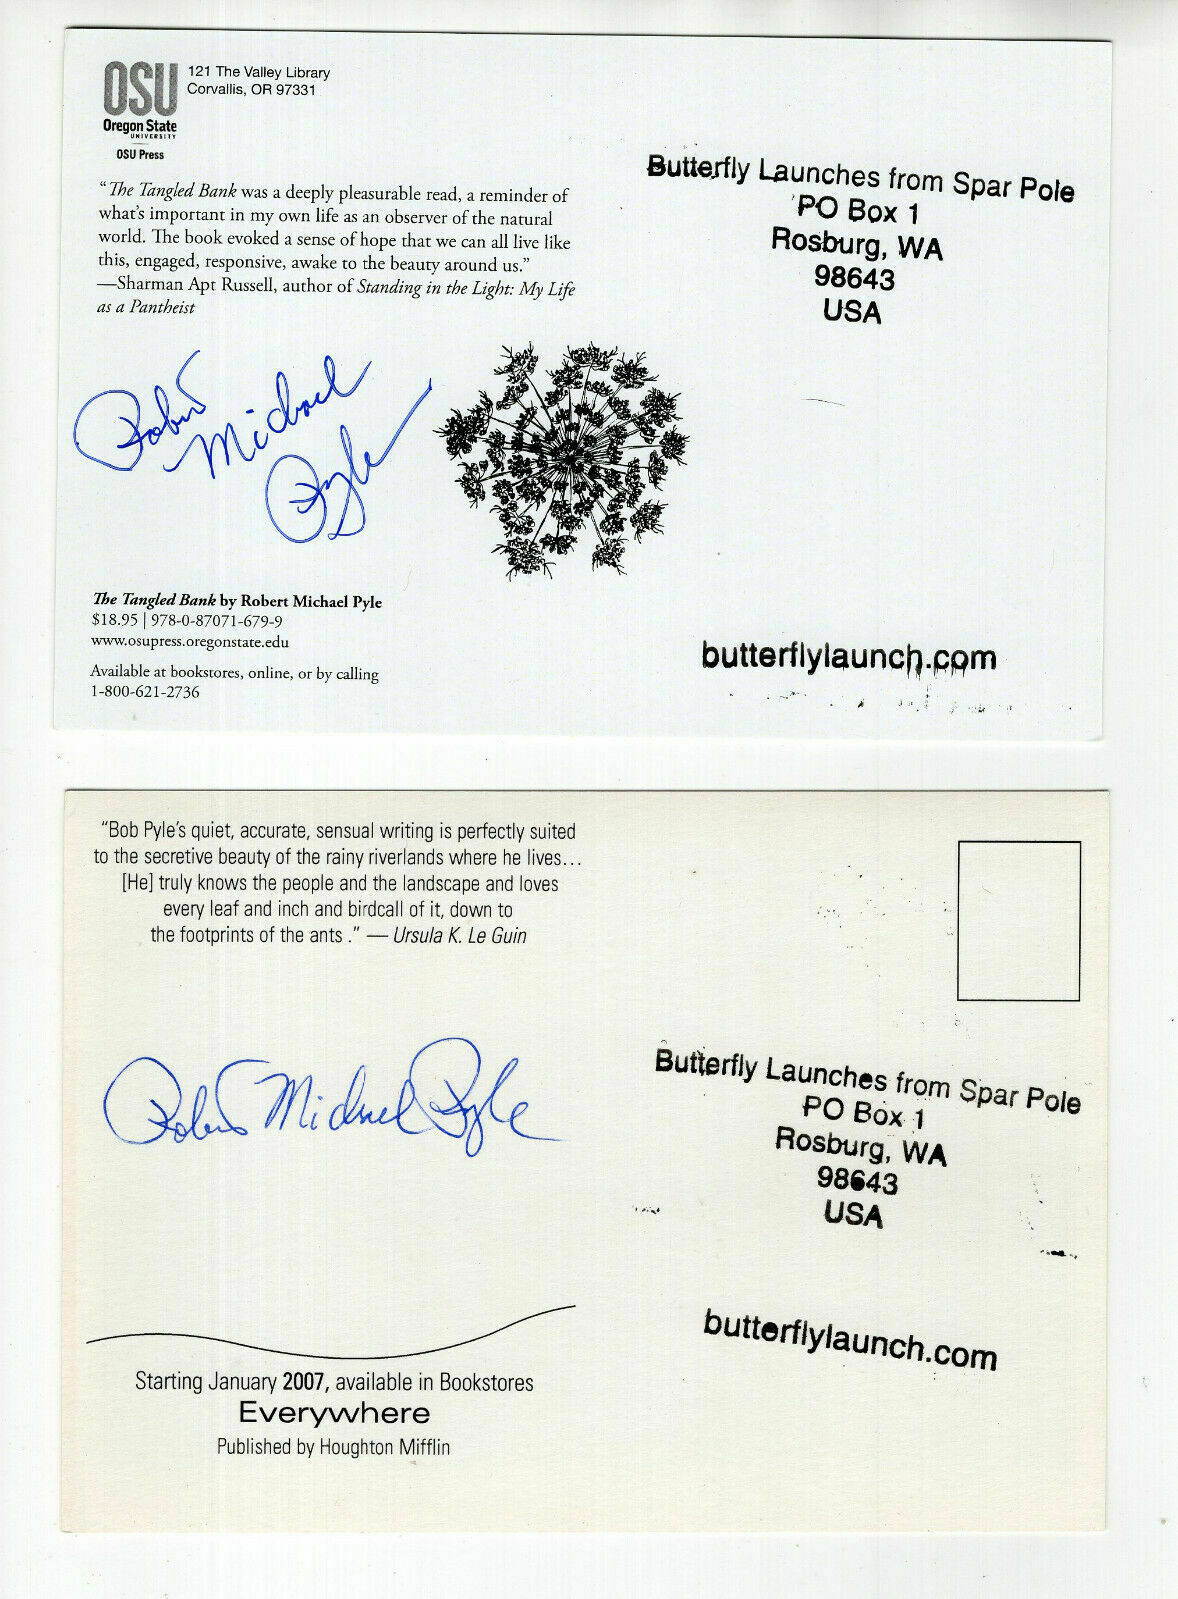 OSU
Oregon State
UNIVERSITY
OSU Press
121 The Valley Library
Corvallis, OR 97331
“The Tangled Bank was a deeply pleasurable read, a reminder of
what's important in my own life as an observer of the natural
world. The book evoked a sense of hope that we can all live like
this, engaged, responsive, awake to the beauty around us.”
—Sharman Apt Russell, author of Standing in the Light: My Life
as a Pantheist
Robert
Michael
Pyle
The Tangled Bank by Robert Michael Pyle
$18.95 | 978-0-87071-679-9
www.osupress.oregonstate.edu
Available at bookstores, online, or by calling
1-800-621-2736
Butterfly Launches from Spar Pole
PO Box 1
Rosburg, WA
98643
USA
butterflylaunch.com
“Bob Pyle's quiet, accurate, sensual writing is perfectly suited
to the secretive beauty of the rainy riverlands where he lives...
[He] truly knows the people and the landscape and loves
every leaf and inch and birdcall of it, down to
the footprints of the ants .” — Ursula K. Le Guin
Robert Michael Pyle
Starting January 2007, available in Bookstores
Everywhere
Published by Houghton Mifflin
Butterfly Launches from Spar Pole
PO Box 1
Rosburg, WA
98643
USA
butterflylaunch.com